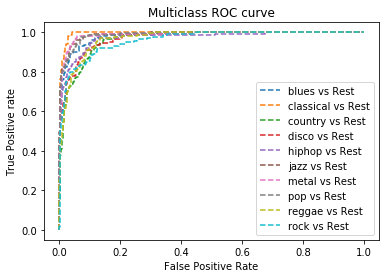 Multiclass ROC curve
True Positive rate
1.0
0.8
0.6
0.4
0.2
0.0
blues vs Rest
classical vs Rest
country vs Rest
disco vs Rest
hiphop vs Rest
jazz vs Rest
metal vs Rest
pop vs Rest
reggae vs Rest
rock vs Rest
0.0 0.2 0.4 0.6 0.8 1.0
False Positive Rate